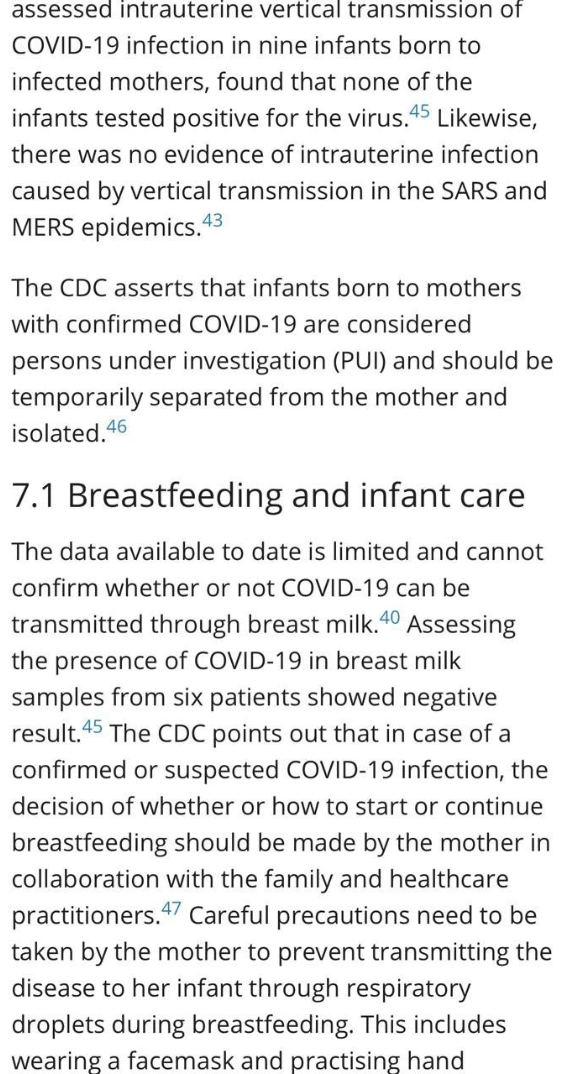 assessed intrauterine vertical transmission of
COVID-19 infection in nine infants born to
infected mothers, found that none of the
infants tested positive for the virus.45 Likewise,
there was no evidence of intrauterine infection
caused by vertical transmission in the SARS and
MERS epidemics.43
The CDC asserts that infants born to mothers
with confirmed COVID-19 are considered
persons under investigation (PUI) and should be
temporarily separated from the mother and
isolated.46
7.1 Breastfeeding and infant care
The data available to date is limited and cannot
confirm whether or not COVID-19 can be
transmitted through breast milk.40 Assessing
the presence of COVID-19 in breast milk
samples from six patients showed negative
result.45 The CDC points out that in case of a
confirmed or suspected COVID-19 infection, the
decision of whether or how to start or continue
breastfeeding should be made by the mother in
collaboration with the family and healthcare
practitioners.47 Careful precautions need to be
taken by the mother to prevent transmitting the
disease to her infant through respiratory
droplets during breastfeeding. This includes
wearing a facemask and practising hand